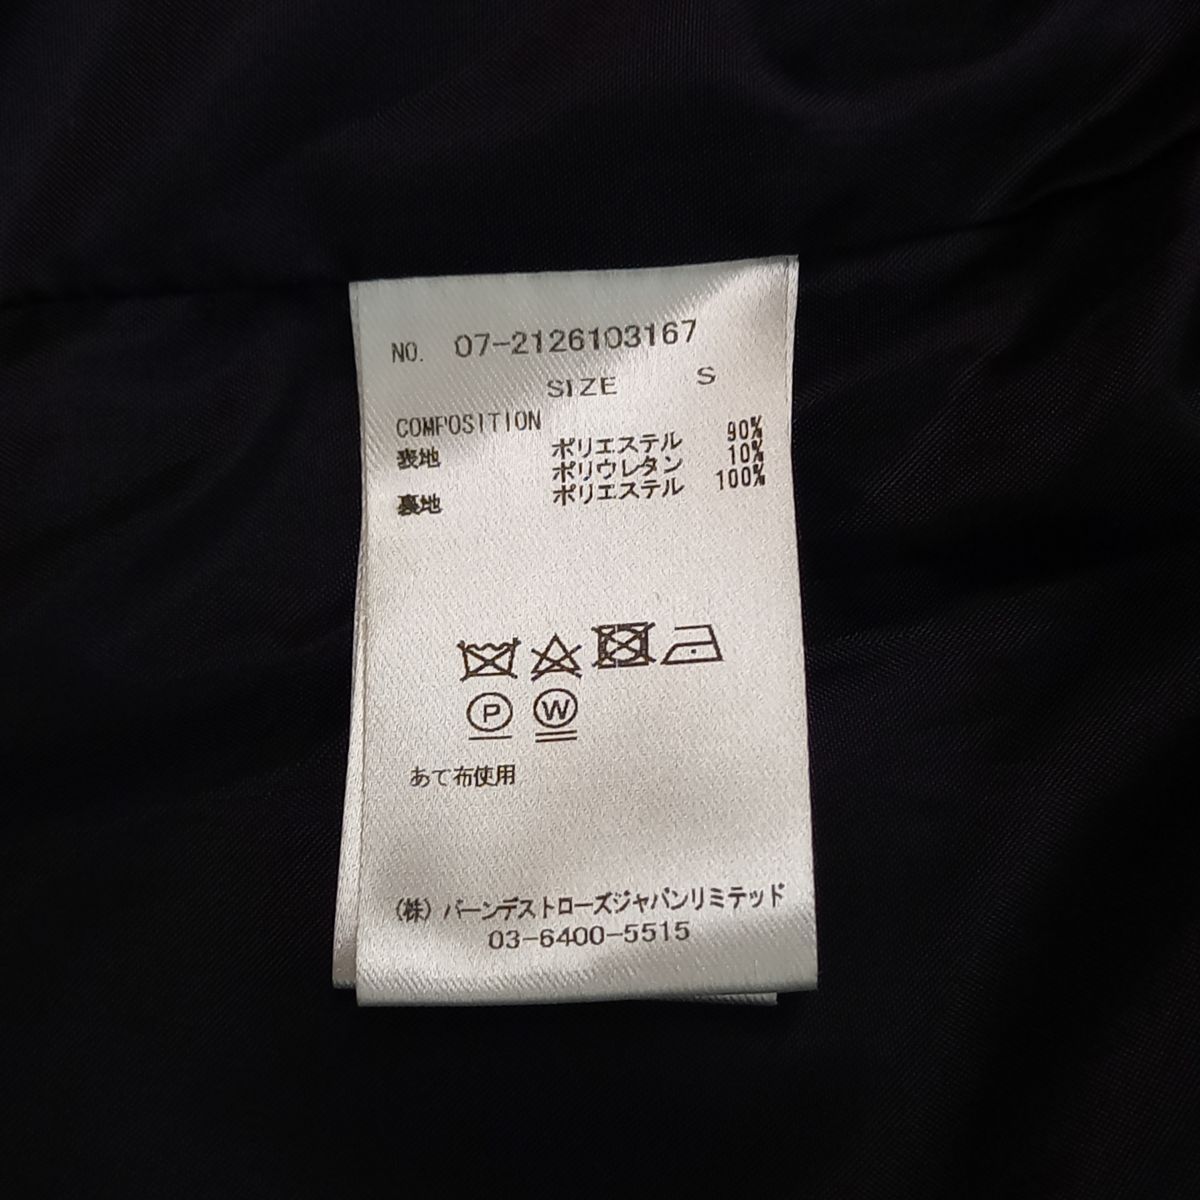 NO. 07-2126103167
SIZE S
COMPOSITION
表地 ポリエステル 90%
ポリウレタン 10%
裏地 ポリエステル 100%
P W
あて布使用
(株) バーンデストローズジャパンリミテッド
03-6400-5515